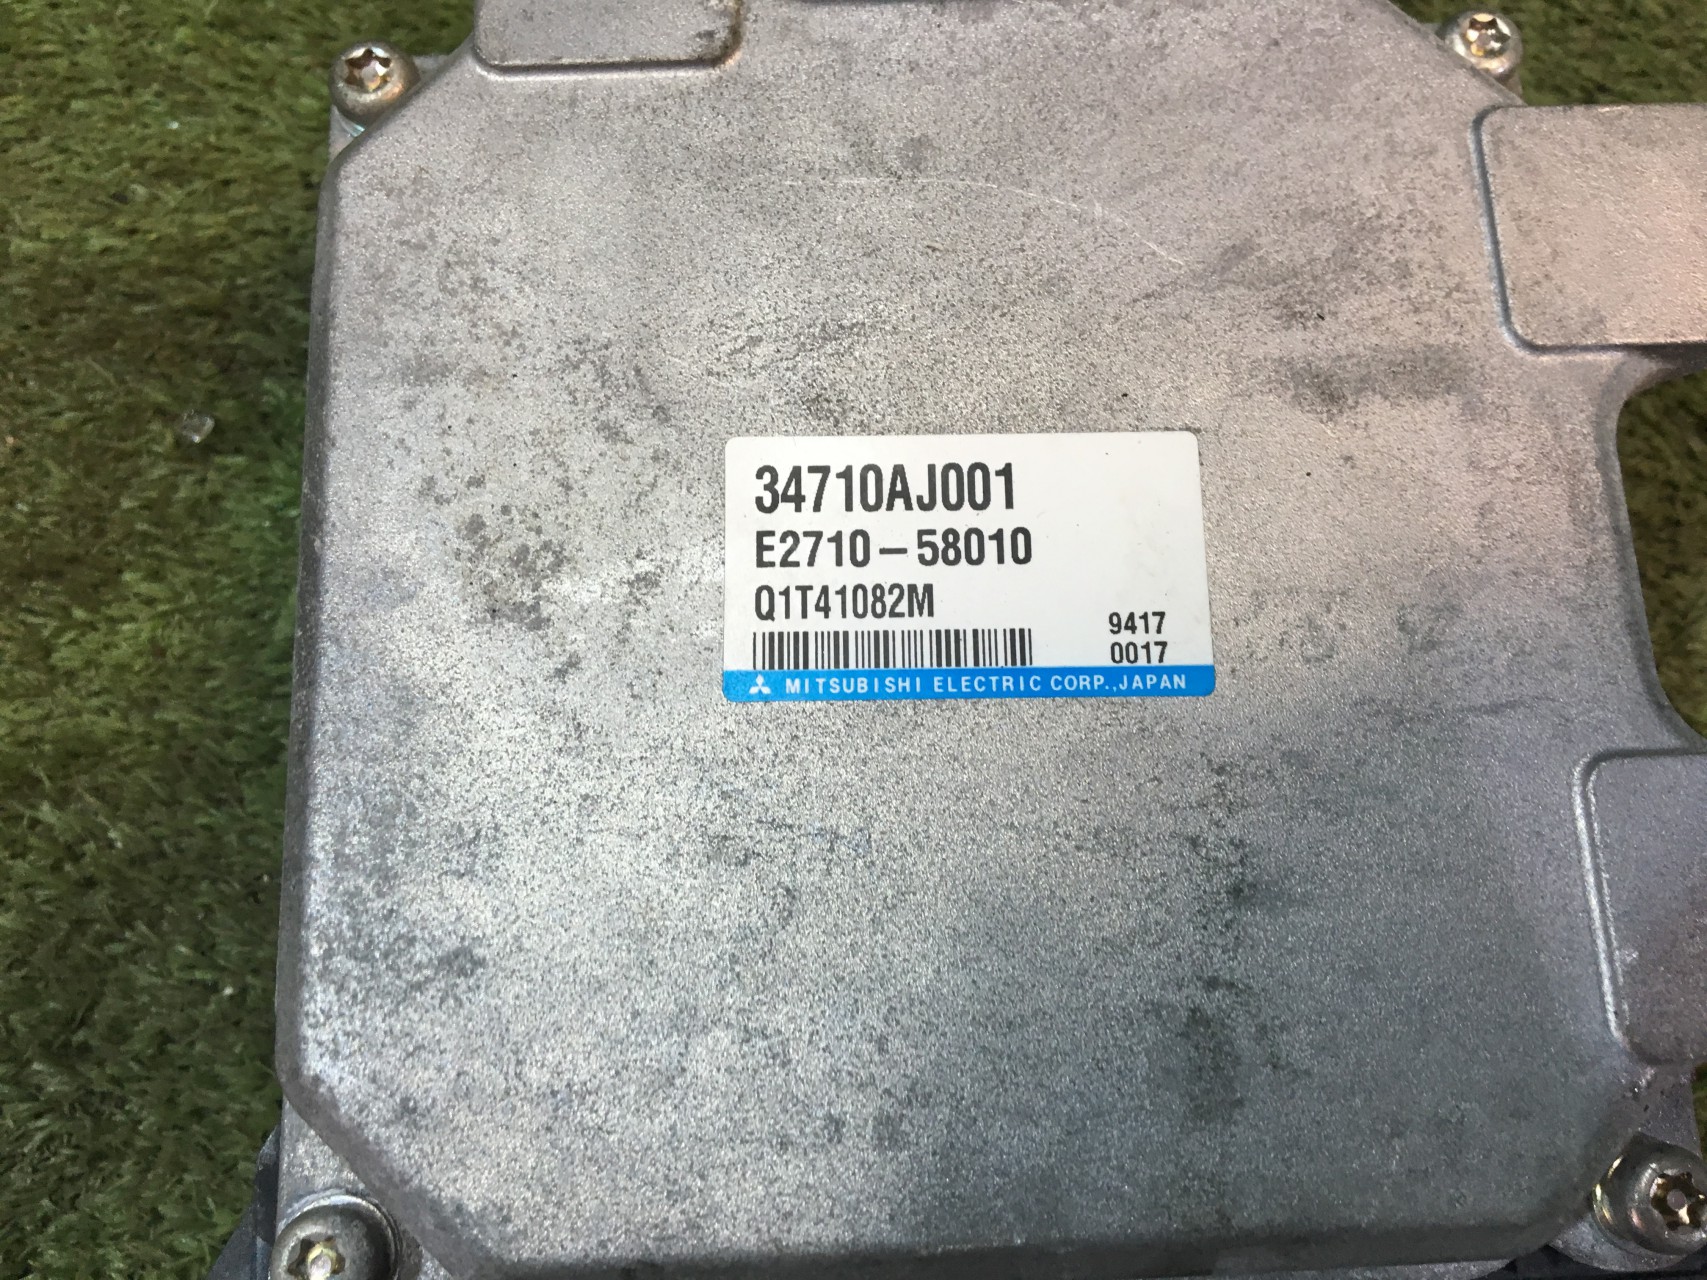 34710AJ001
E2710-58010
Q1T41082M
9417
0017
MITSUBISHI ELECTRIC CORP.,JAPAN